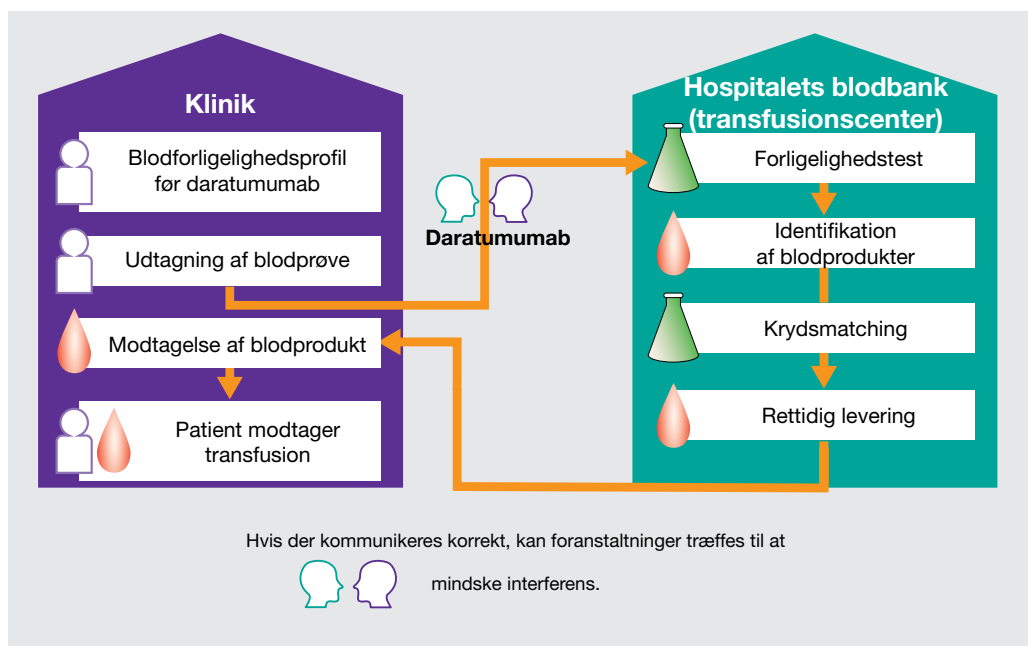 Klinik
Blodforligelighedsprofil
før daratumumab
Udtagning af blodprøve
Modtagelse af blodprodukt
Patient modtager
transfusion
Daratumumab
Hospitalets blodbank
(transfusionscenter)
Forligelighedstest
Identifikation
af blodprodukter
Krydsmatching
Rettidig levering
Hvis der kommunikeres korrekt, kan foranstaltninger træffes til at
mindske interferens.